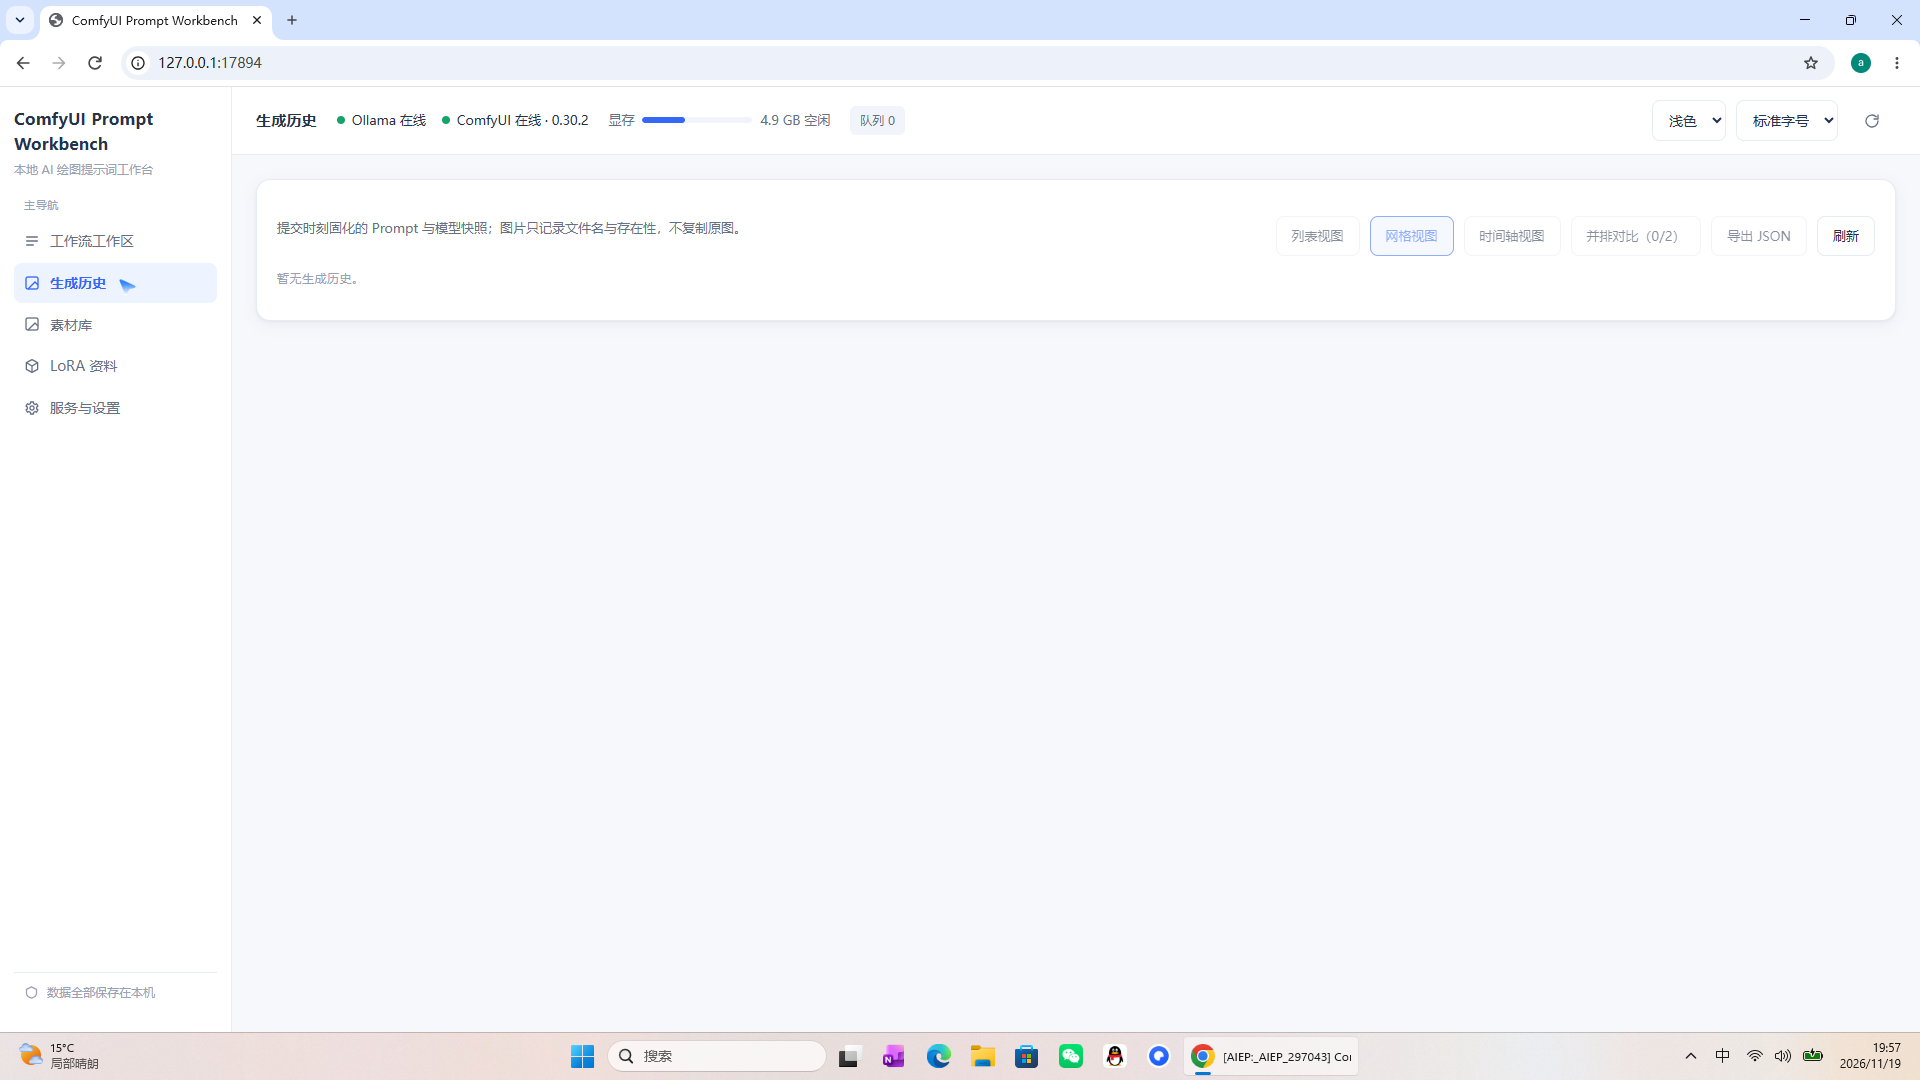 ComfyUI Prompt Workbench
127.0.0.1:17894
a
ComfyUI Prompt
Workbench
本地 AI 绘图提示词工作台
主导航
工作流工作区
生成历史
素材库
LoRA 资料
服务与设置
数据全部保存在本机
生成历史 Ollama 在线 ComfyUI 在线 · 0.30.2 显存 4.9 GB 空闲 队列 0 浅色 标准字号
提交时刻固化的 Prompt 与模型快照；图片只记录文件名与存在性，不复制原图。
列表视图 网格视图 时间轴视图 并排对比（0/2） 导出 JSON 刷新
暂无生成历史。
15°C
局部晴朗
搜索
[AIEP:_AIEP_297043] Coı
中
19:57
2026/11/19